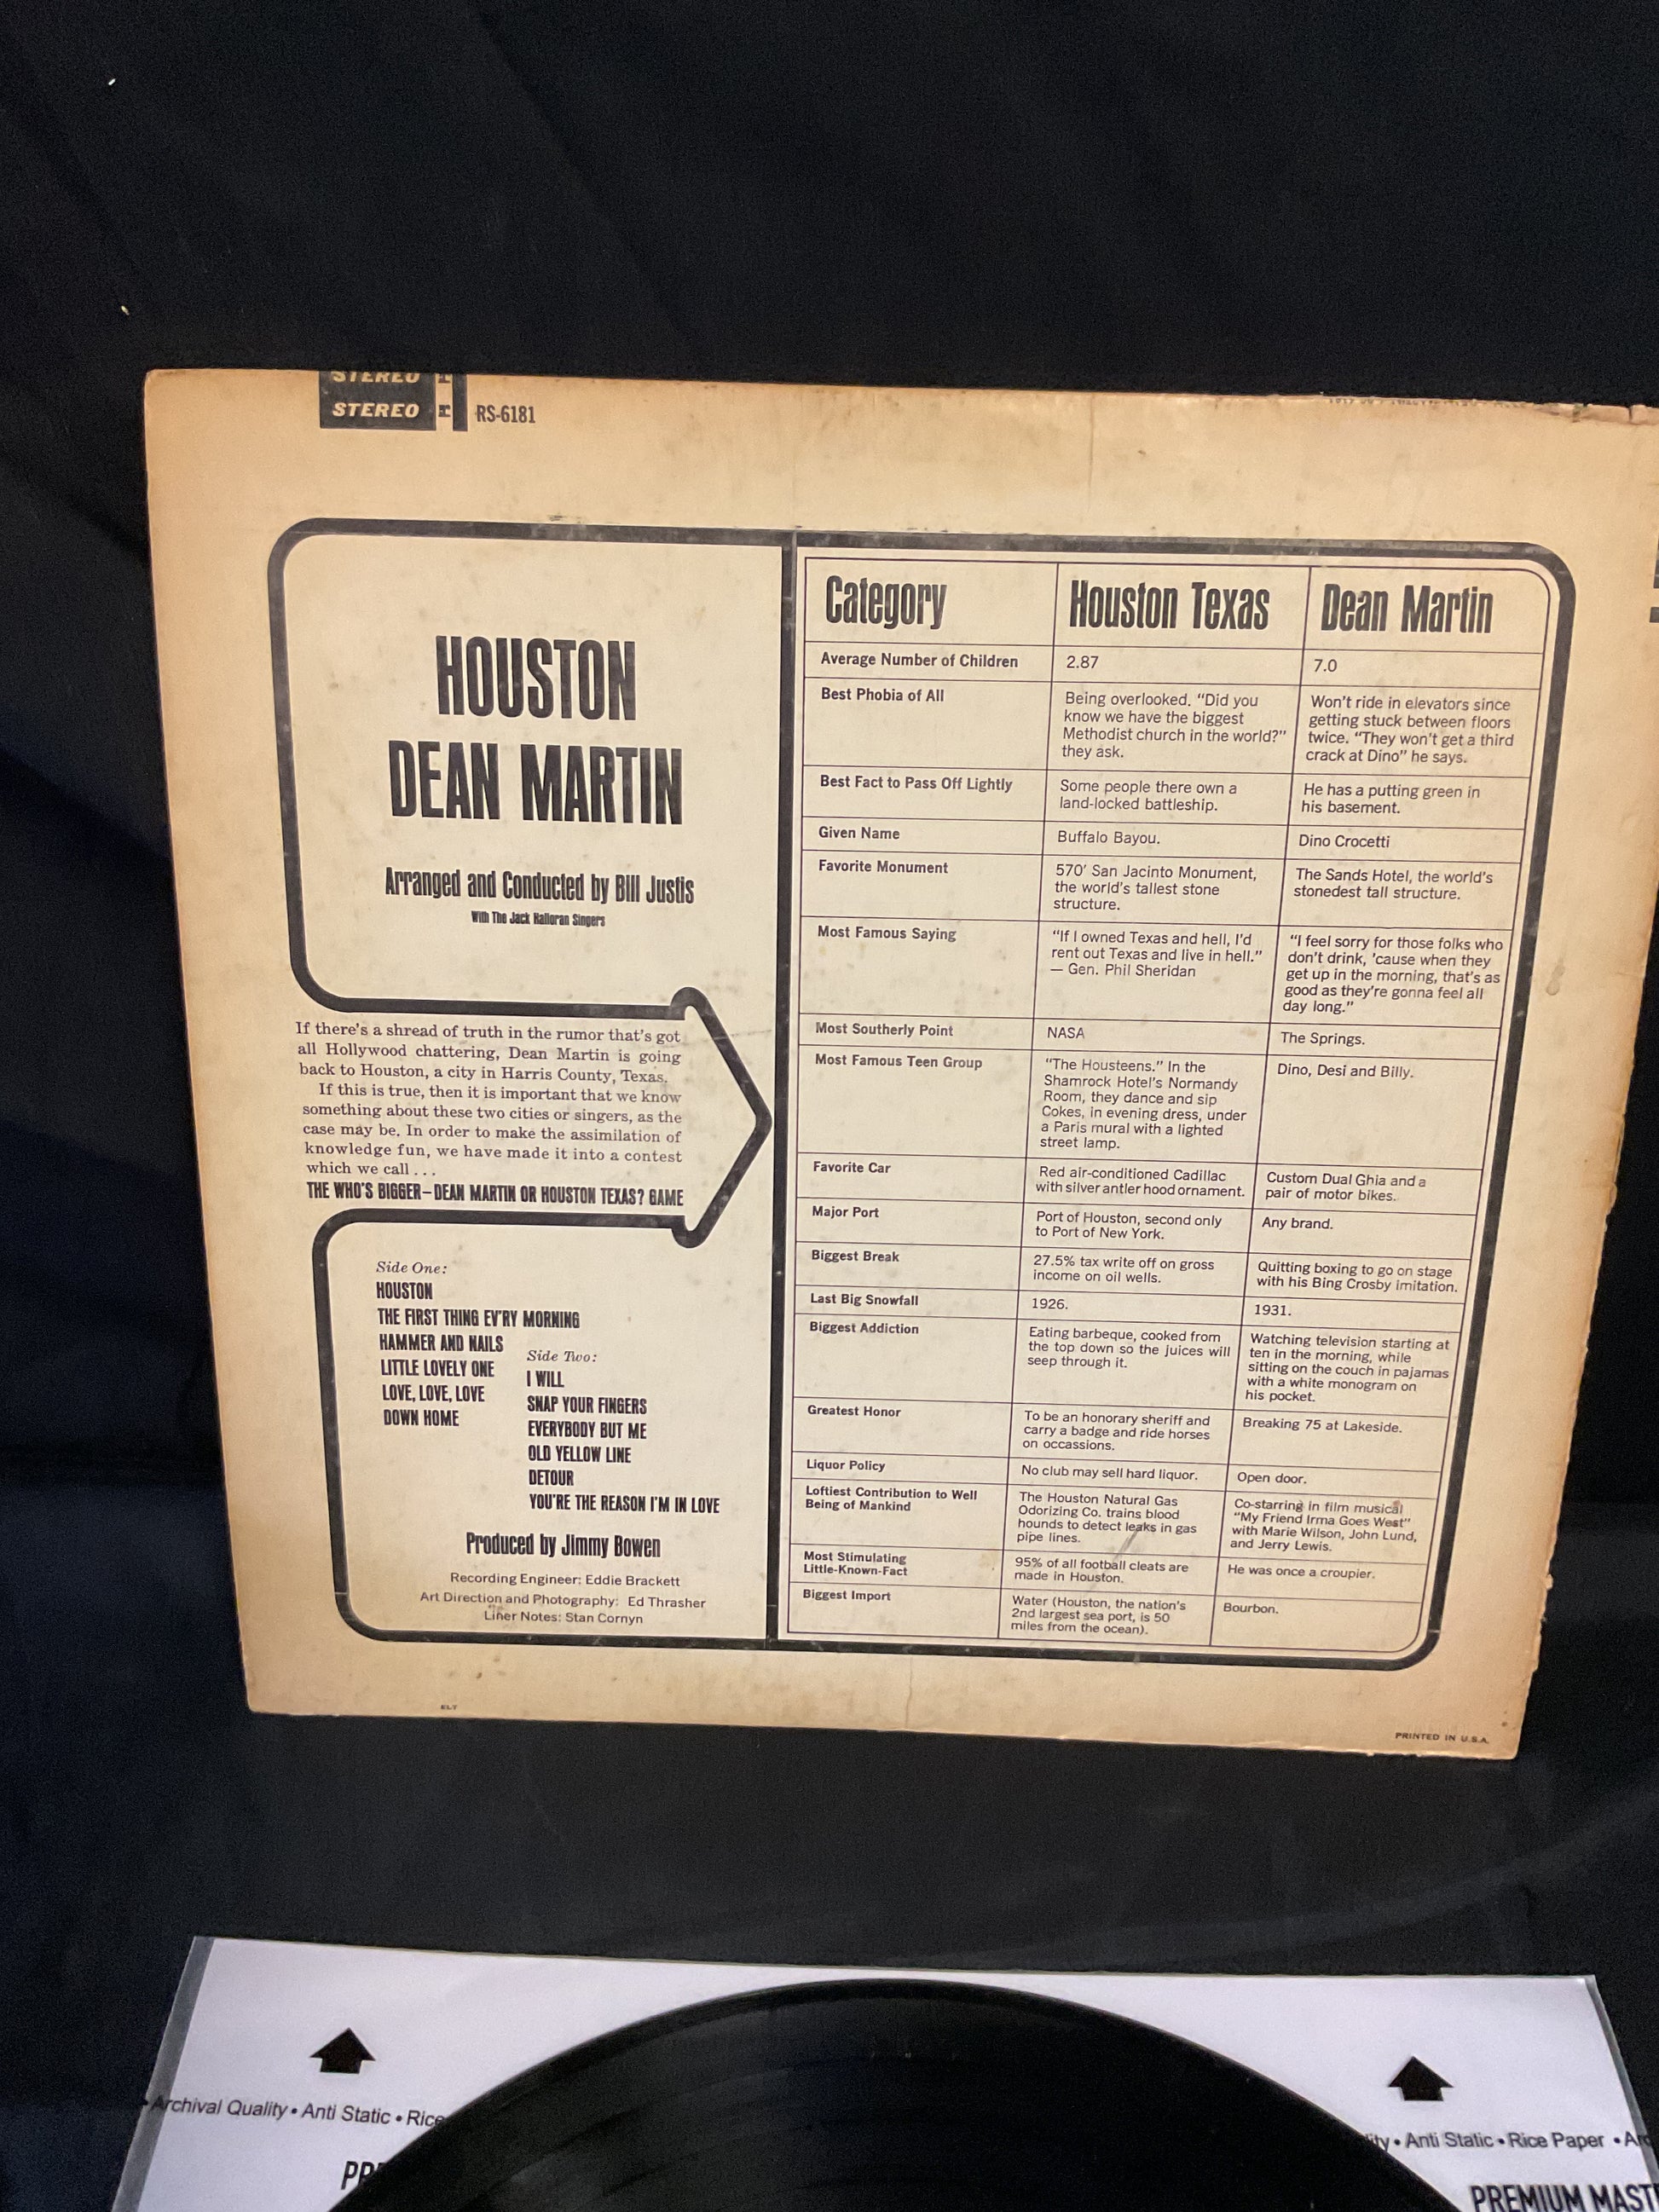 STEREO
STEREO r
RS-6181
HOUSTON
DEAN MARTIN
Arranged and Conducted by Bill Justis
With The Jack Halloran Singers
If there's a shread of truth in the rumor that's got
all Hollywood chattering, Dean Martin is going
back to Houston, a city in Harris County, Texas.
If this is true, then it is important that we know
something about these two cities or singers, as the
case may be. In order to make the assimilation of
knowledge fun, we have made it into a contest
which we call . . .
THE WHO'S BIGGER—DEAN MARTIN OR HOUSTON TEXAS? GAME
Side One:
HOUSTON
THE FIRST THING EV'RY MORNING
HAMMER AND NAILS
LITTLE LOVELY ONE
LOVE, LOVE, LOVE
DOWN HOME
Side Two:
I WILL
SNAP YOUR FINGERS
EVERYBODY BUT ME
OLD YELLOW LINE
DETOUR
YOU'RE THE REASON I'M IN LOVE
Produced by Jimmy Bowen
Recording Engineer: Eddie Brackett
Art Direction and Photography: Ed Thrasher
Liner Notes: Stan Cornyn
Category
Houston Texas
Dean Martin
Average Number of Children
2.87
7.0
Best Phobia of All
Being overlooked. "Did you
know we have the biggest
Methodist church in the world?"
they ask.
Won't ride in elevators since
getting stuck between floors
twice. "They won't get a third
crack at Dino" he says.
Best Fact to Pass Off Lightly
Some people there own a
land-locked battleship.
He has a putting green in
his basement.
Given Name
Buffalo Bayou.
Dino Crocetti
Favorite Monument
570' San Jacinto Monument,
the world's tallest stone
structure.
The Sands Hotel, the world's
stonedest tall structure.
Most Famous Saying
"If I owned Texas and hell, I'd
rent out Texas and live in hell."
— Gen. Phil Sheridan
"I feel sorry for those folks who
don't drink, 'cause when they
get up in the morning, that's as
good as they're gonna feel all
day long."
Most Southerly Point
NASA
The Springs.
Most Famous Teen Group
"The Housteens." In the
Shamrock Hotel's Normandy
Room, they dance and sip
Cokes, in evening dress, under
a Paris mural with a lighted
street lamp.
Dino, Desi and Billy.
Favorite Car
Red air-conditioned Cadillac
with silver antler hood ornament.
Custom Dual Ghia and a
pair of motor bikes.
Major Port
Port of Houston, second only
to Port of New York.
Any brand.
Biggest Break
27.5% tax write off on gross
income on oil wells.
Quitting boxing to go on stage
with his Bing Crosby imitation.
Last Big Snowfall
1926.
1931.
Biggest Addiction
Eating barbeque, cooked from
the top down so the juices will
seep through it.
Watching television starting at
ten in the morning, while
sitting on the couch in pajamas
with a white monogram on
his pocket.
Greatest Honor
To be an honorary sheriff and
carry a badge and ride horses
on occassions.
Breaking 75 at Lakeside.
Liquor Policy
No club may sell hard liquor.
Open door.
Loftiest Contribution to Well
Being of Mankind
The Houston Natural Gas
Odorizing Co. trains blood
hounds to detect leaks in gas
pipe lines.
Co-starring in film musical
"My Friend Irma Goes West"
with Marie Wilson, John Lund,
and Jerry Lewis.
Most Stimulating
Little-Known-Fact
95% of all football cleats are
made in Houston.
He was once a croupier.
Biggest Import
Water (Houston, the nation's
2nd largest sea port, is 50
miles from the ocean).
Bourbon.
PRINTED IN U.S.A.
• Archival Quality • Anti Static • Rice
• Anti Static • Rice Paper •
PREMIUM